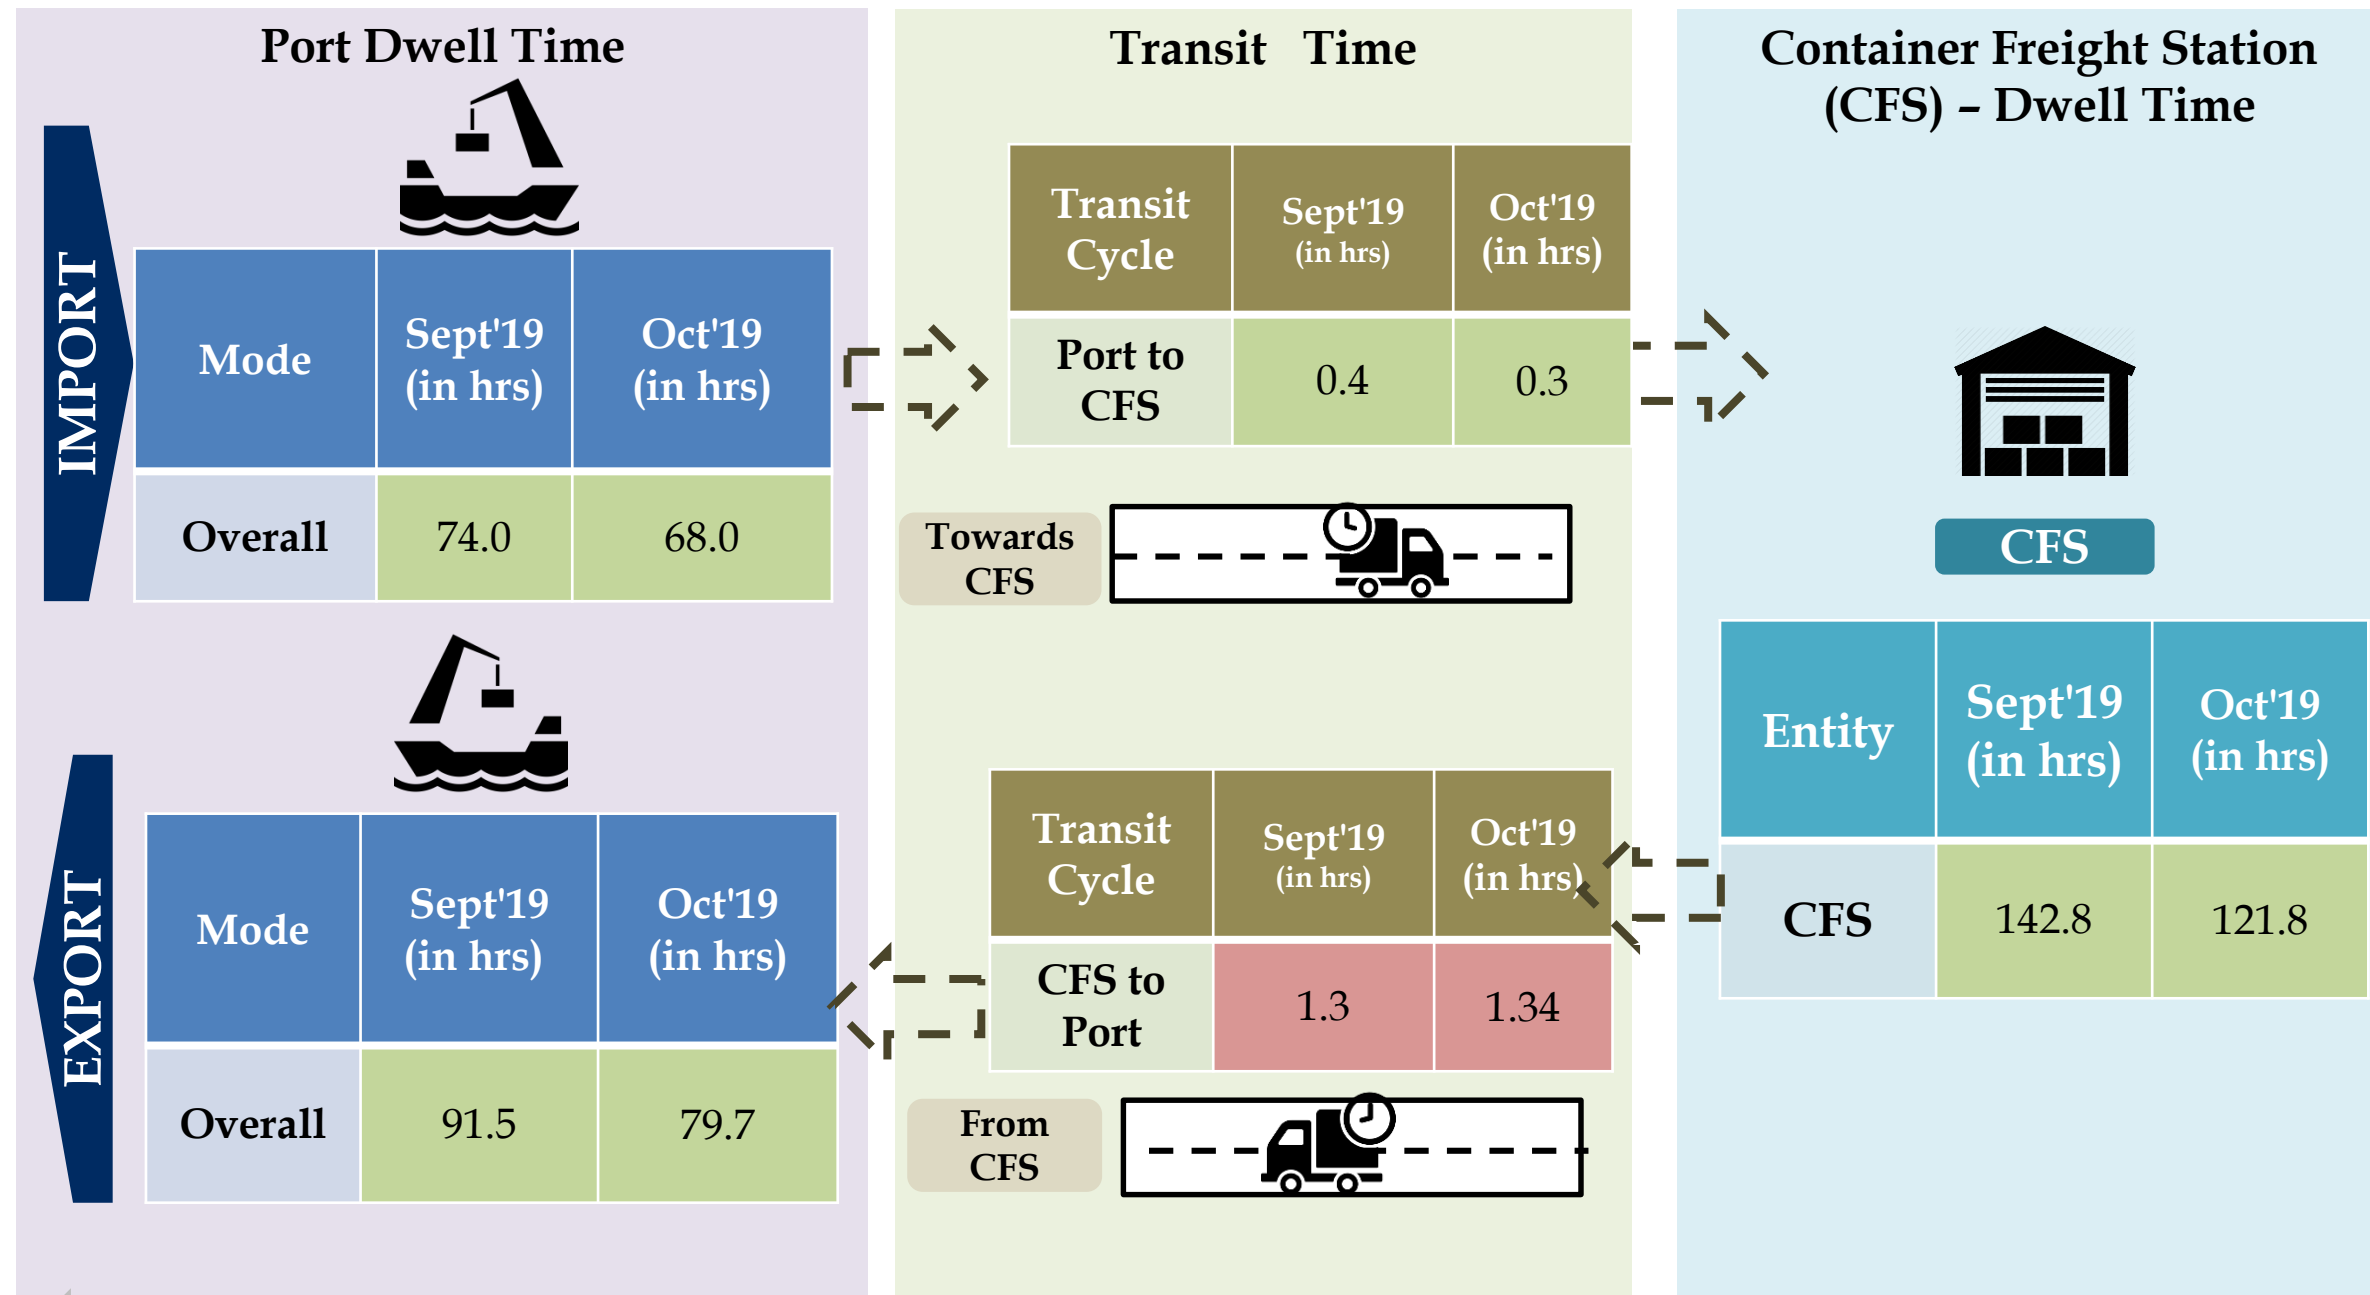 Port Dwell Time
IMPORT
Mode
Sept'19
(in hrs)
Oct'19
(in hrs)
Overall
74.0
68.0
EXPORT
Mode
Sept'19
(in hrs)
Oct'19
(in hrs)
Overall
91.5
79.7
Transit Time
Transit
Cycle
Sept'19
(in hrs)
Oct'19
(in hrs)
Port to
CFS
0.4
0.3
Towards
CFS
Transit
Cycle
Sept'19
(in hrs)
Oct'19
(in hrs)
CFS to
Port
1.3
1.34
From
CFS
Container Freight Station
(CFS) – Dwell Time
CFS
Entity
Sept'19
(in hrs)
Oct'19
(in hrs)
CFS
142.8
121.8